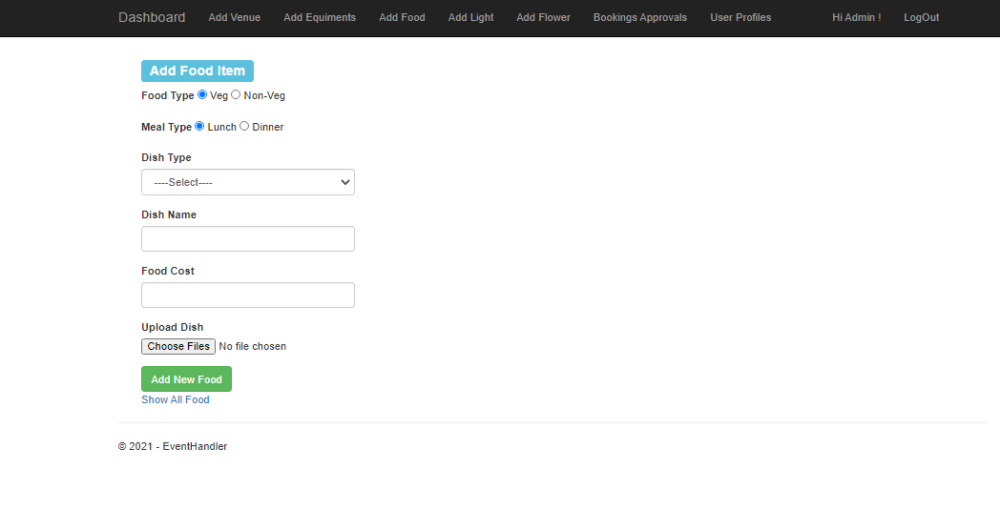 Dashboard Add Venue Add Equiments Add Food Add Light Add Flower Bookings Approvals User Profiles Hi Admin ! LogOut
Add Food Item
Food Type Veg Non-Veg
Meal Type Lunch Dinner
Dish Type
----Select----
Dish Name
Food Cost
Upload Dish
Choose Files No file chosen
Add New Food
Show All Food
© 2021 - EventHandler